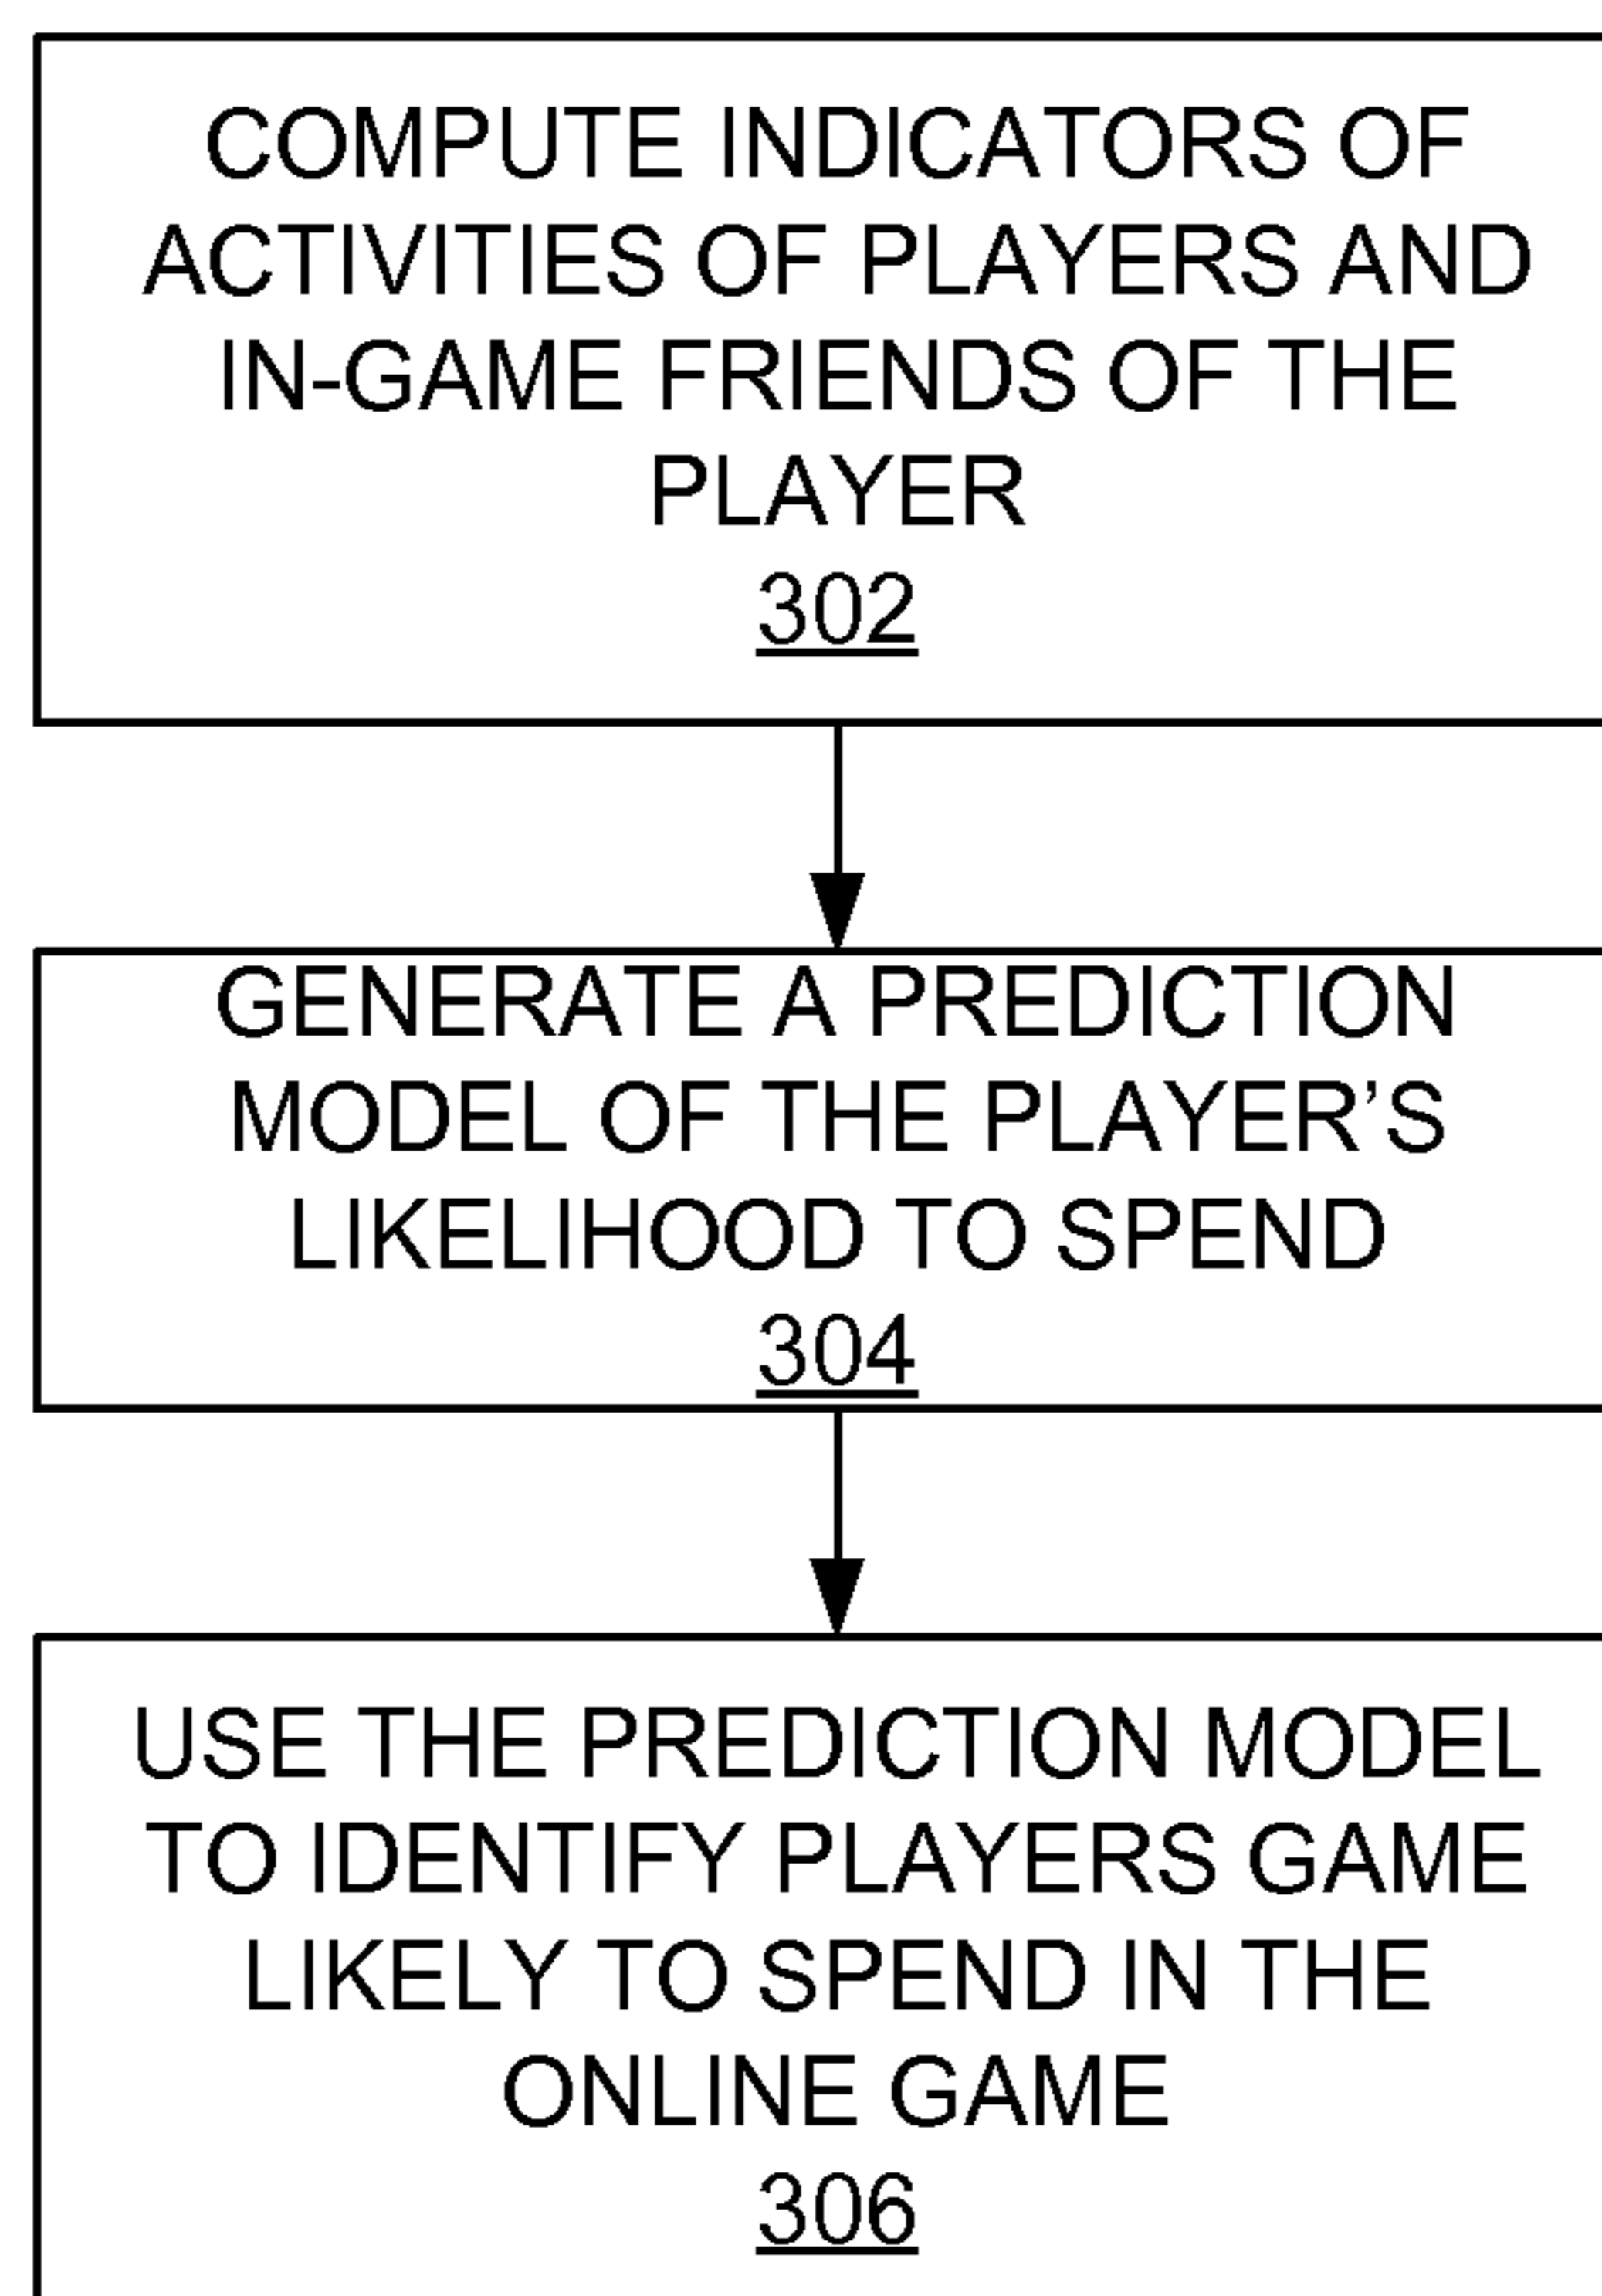 COMPUTE INDICATORS OF
ACTIVITIES OF PLAYERS AND
IN-GAME FRIENDS OF THE
PLAYER
302
GENERATE A PREDICTION
MODEL OF THE PLAYER’S
LIKELIHOOD TO SPEND
304
USE THE PREDICTION MODEL
TO IDENTIFY PLAYERS GAME
LIKELY TO SPEND IN THE
ONLINE GAME
306